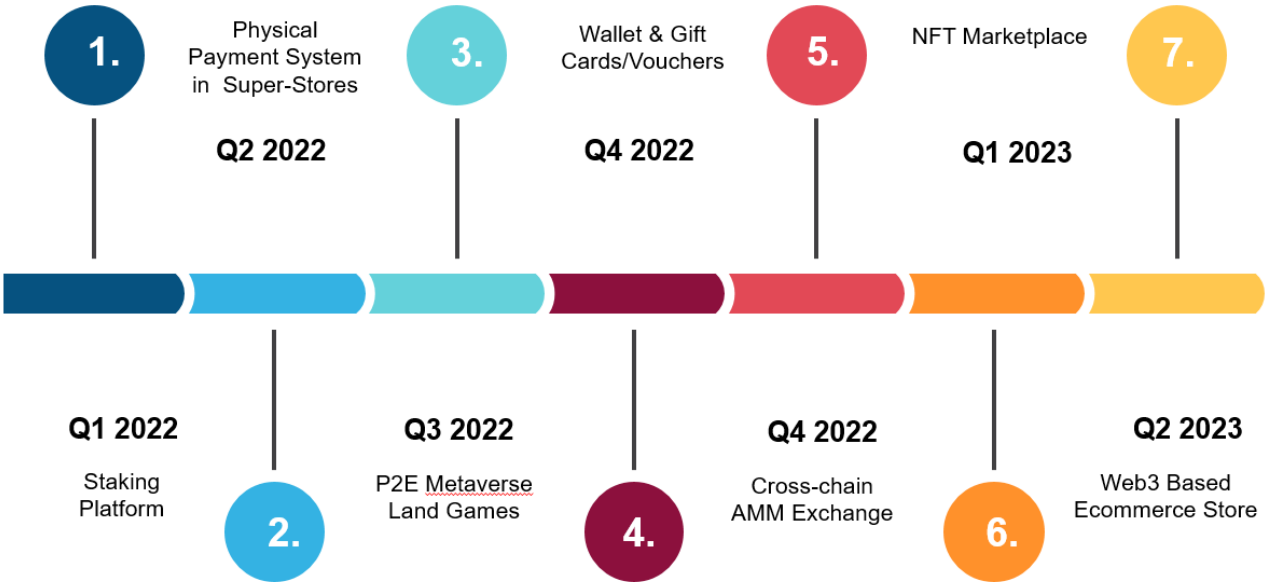 1.
Physical
Payment System
in Super-Stores
Q2 2022
3.
Wallet & Gift
Cards/Vouchers
Q4 2022
5.
NFT Marketplace
Q1 2023
7.
Q1 2022
Staking
Platform
2.
Q3 2022
P2E Metaverse
Land Games
4.
Q4 2022
Cross-chain
AMM Exchange
6.
Q2 2023
Web3 Based
Ecommerce Store